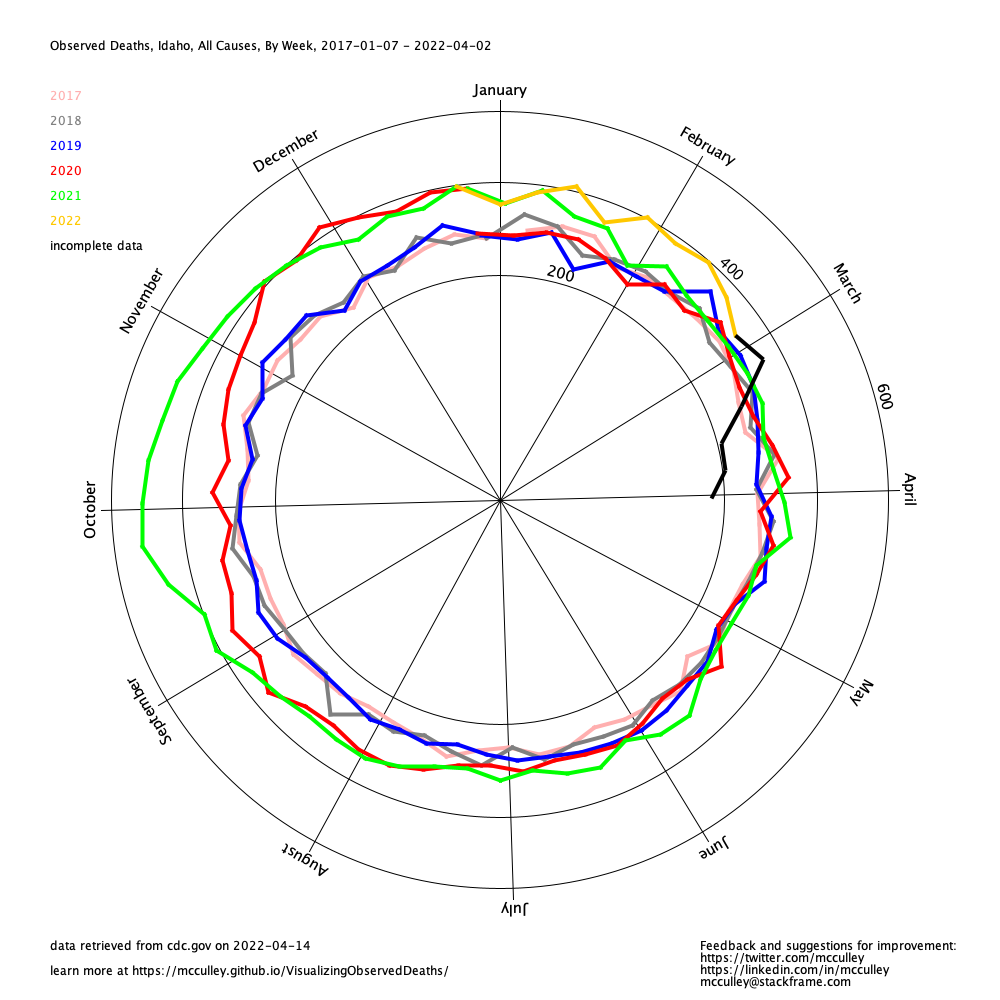 Observed Deaths, Idaho, All Causes, By Week, 2017-01-07 - 2022-04-02
January
2017
2018
2019
2020
2021
2022
incomplete data
February
March
April
May
June
July
August
September
October
November
December
200
400
600
data retrieved from cdc.gov on 2022-04-14
learn more at https://mcculley.github.io/VisualizingObservedDeaths/
Feedback and suggestions for improvement:
https://twitter.com/mcculley
https://linkedin.com/in/mcculley
mcculley@stackframe.com